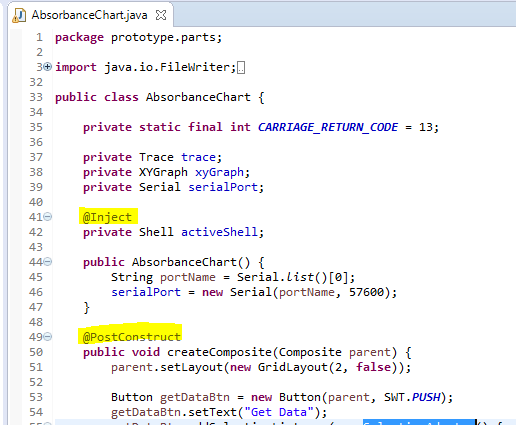 AbsorbanceChart.java
1 package prototype.parts;
2
3 import java.io.FileWriter;
32
33 public class AbsorbanceChart {
34
35 private static final int CARRIAGE_RETURN_CODE = 13;
36
37 private Trace trace;
38 private XYGraph xyGraph;
39 private Serial serialPort;
40
41 @Inject
42 private Shell activeShell;
43
44 public AbsorbanceChart() {
45 String portName = Serial.list()[0];
46 serialPort = new Serial(portName, 57600);
47 }
48
49 @PostConstruct
50 public void createComposite(Composite parent) {
51 parent.setLayout(new GridLayout(2, false));
52
53 Button getDataBtn = new Button(parent, SWT.PUSH);
54 getDataBtn.setText("Get Data");
55 getDataBtn.addSelectionListener(new SelectionAdapter() {